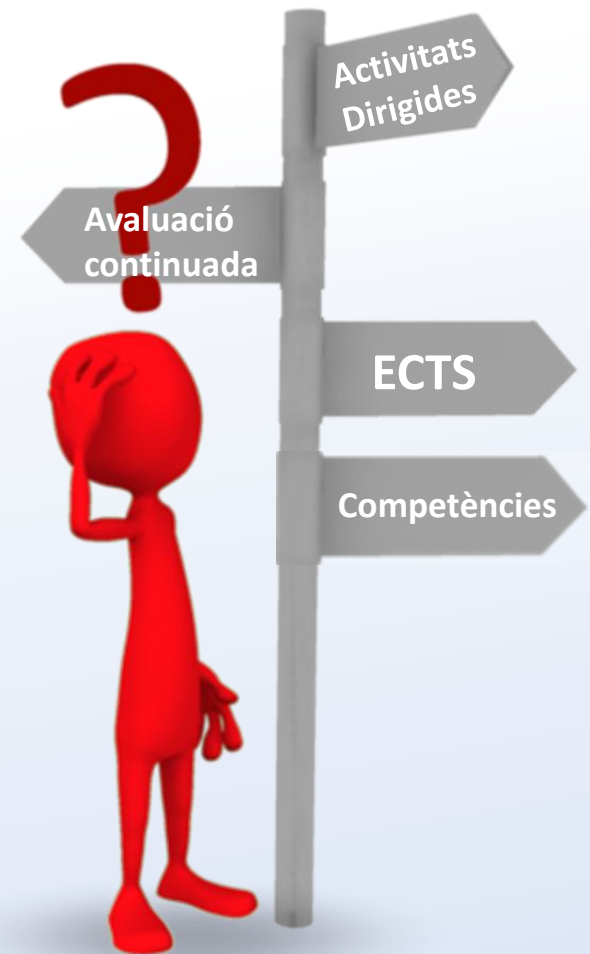 Activitats
Dirigides
Avaluació
continuada
ECTS
Competències